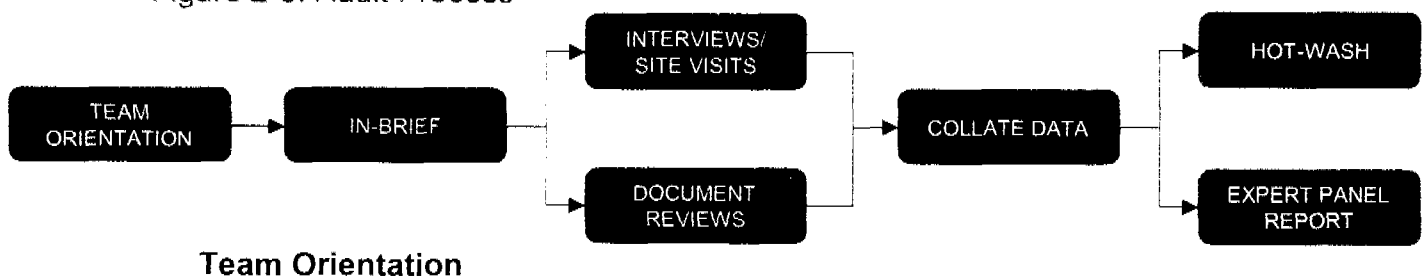 TEAM
ORIENTATION
IN-BRIEF
INTERVIEWS/
SITE VISITS
DOCUMENT
REVIEWS
COLLATE DATA
HOT-WASH
EXPERT PANEL
REPORT
Team Orientation